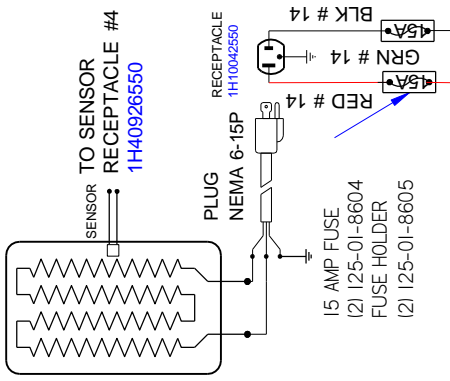 SENSOR
TO SENSOR
RECEPTACLE #4
1H40926550
PLUG
NEMA 6-15P
RECEPTACLE
1H10042550
BLK # 14
15A
GRN # 14
15A
RED # 14
15 AMP FUSE
(2) 125-01-8604
FUSE HOLDER
(2) 125-01-8605